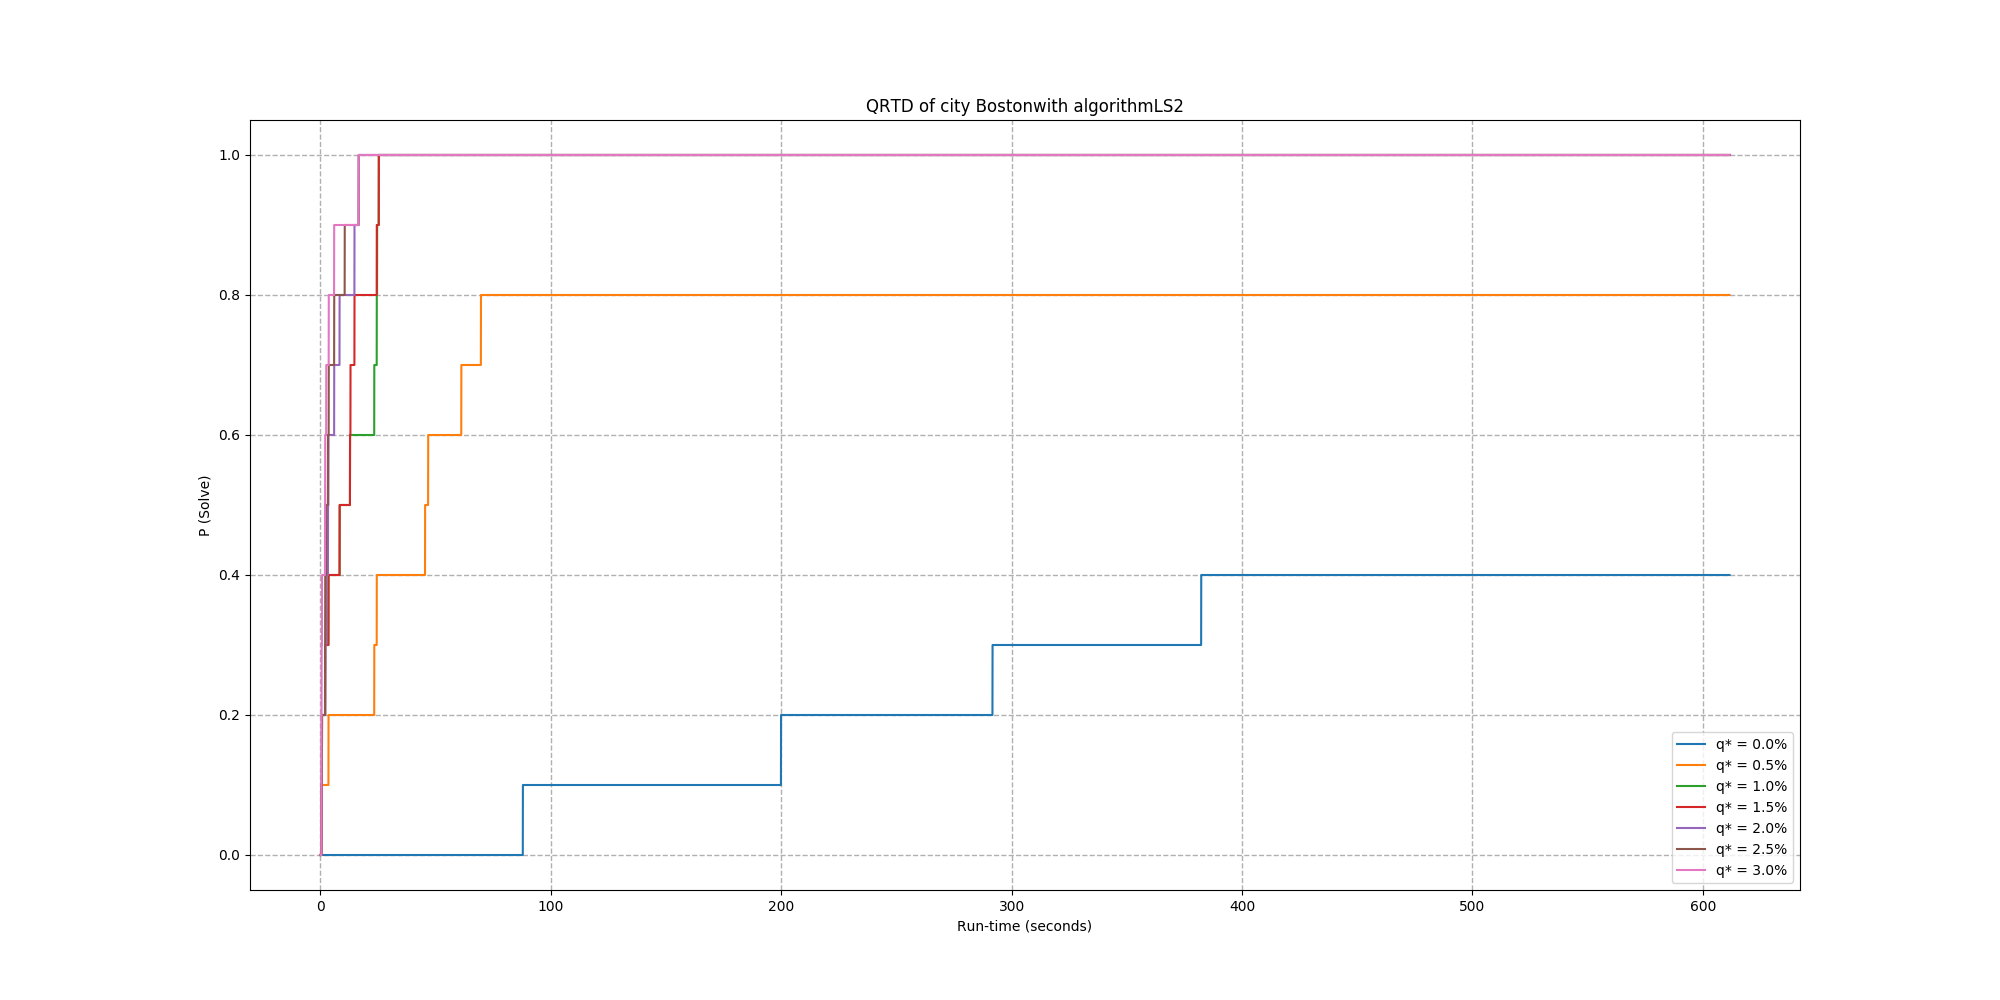 QRTD of city Bostonwith algorithmLS2
1.0
0.8
0.6
0.4
0.2
0.0
P (Solve)
0 100 200 300 400 500 600
Run-time (seconds)
q* = 0.0%
q* = 0.5%
q* = 1.0%
q* = 1.5%
q* = 2.0%
q* = 2.5%
q* = 3.0%